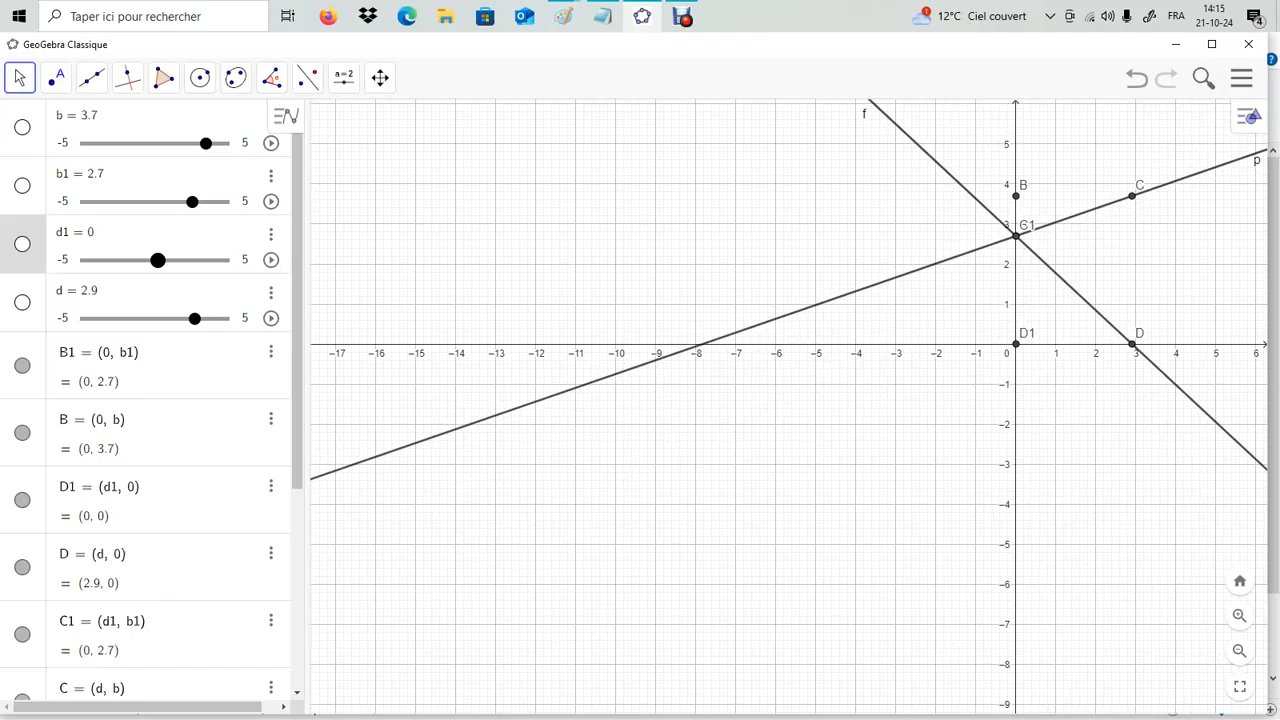 Taper ici pour rechercher
12°C Ciel couvert
FRA
14:15
21-10-24
4
GeoGebra Classique
A
a=2
b = 3.7
-5 5
b1 = 2.7
-5 5
d1 = 0
-5 5
d = 2.9
-5 5
B1 = (0, b1)
= (0, 2.7)
B = (0, b)
= (0, 3.7)
D1 = (d1, 0)
= (0, 0)
D = (d, 0)
= (2.9, 0)
C1 = (d1, b1)
= (0, 2.7)
C = (d, b)
f
p
B
C
C1
D1
D
5
4
3
2
1
-17 -16 -15 -14 -13 -12 -11 -10 -9 -8 -7 -6 -5 -4 -3 -2 -1 0 1 2 3 4 5 6
-1
-2
-3
-4
-5
-6
-7
-8
-9